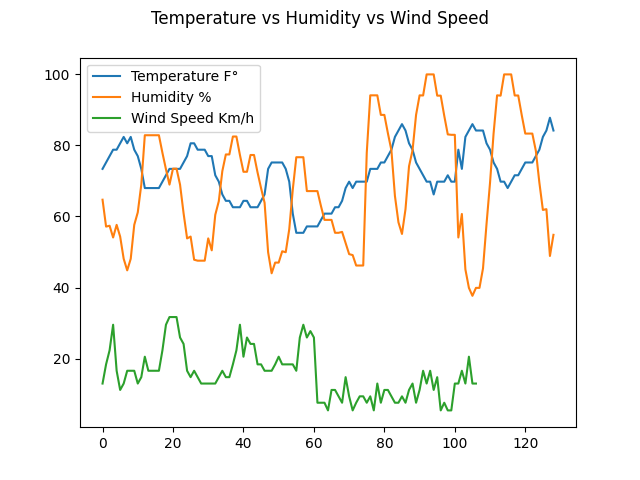 Temperature vs Humidity vs Wind Speed
Temperature F°
Humidity %
Wind Speed Km/h
100
80
60
40
20
0 20 40 60 80 100 120